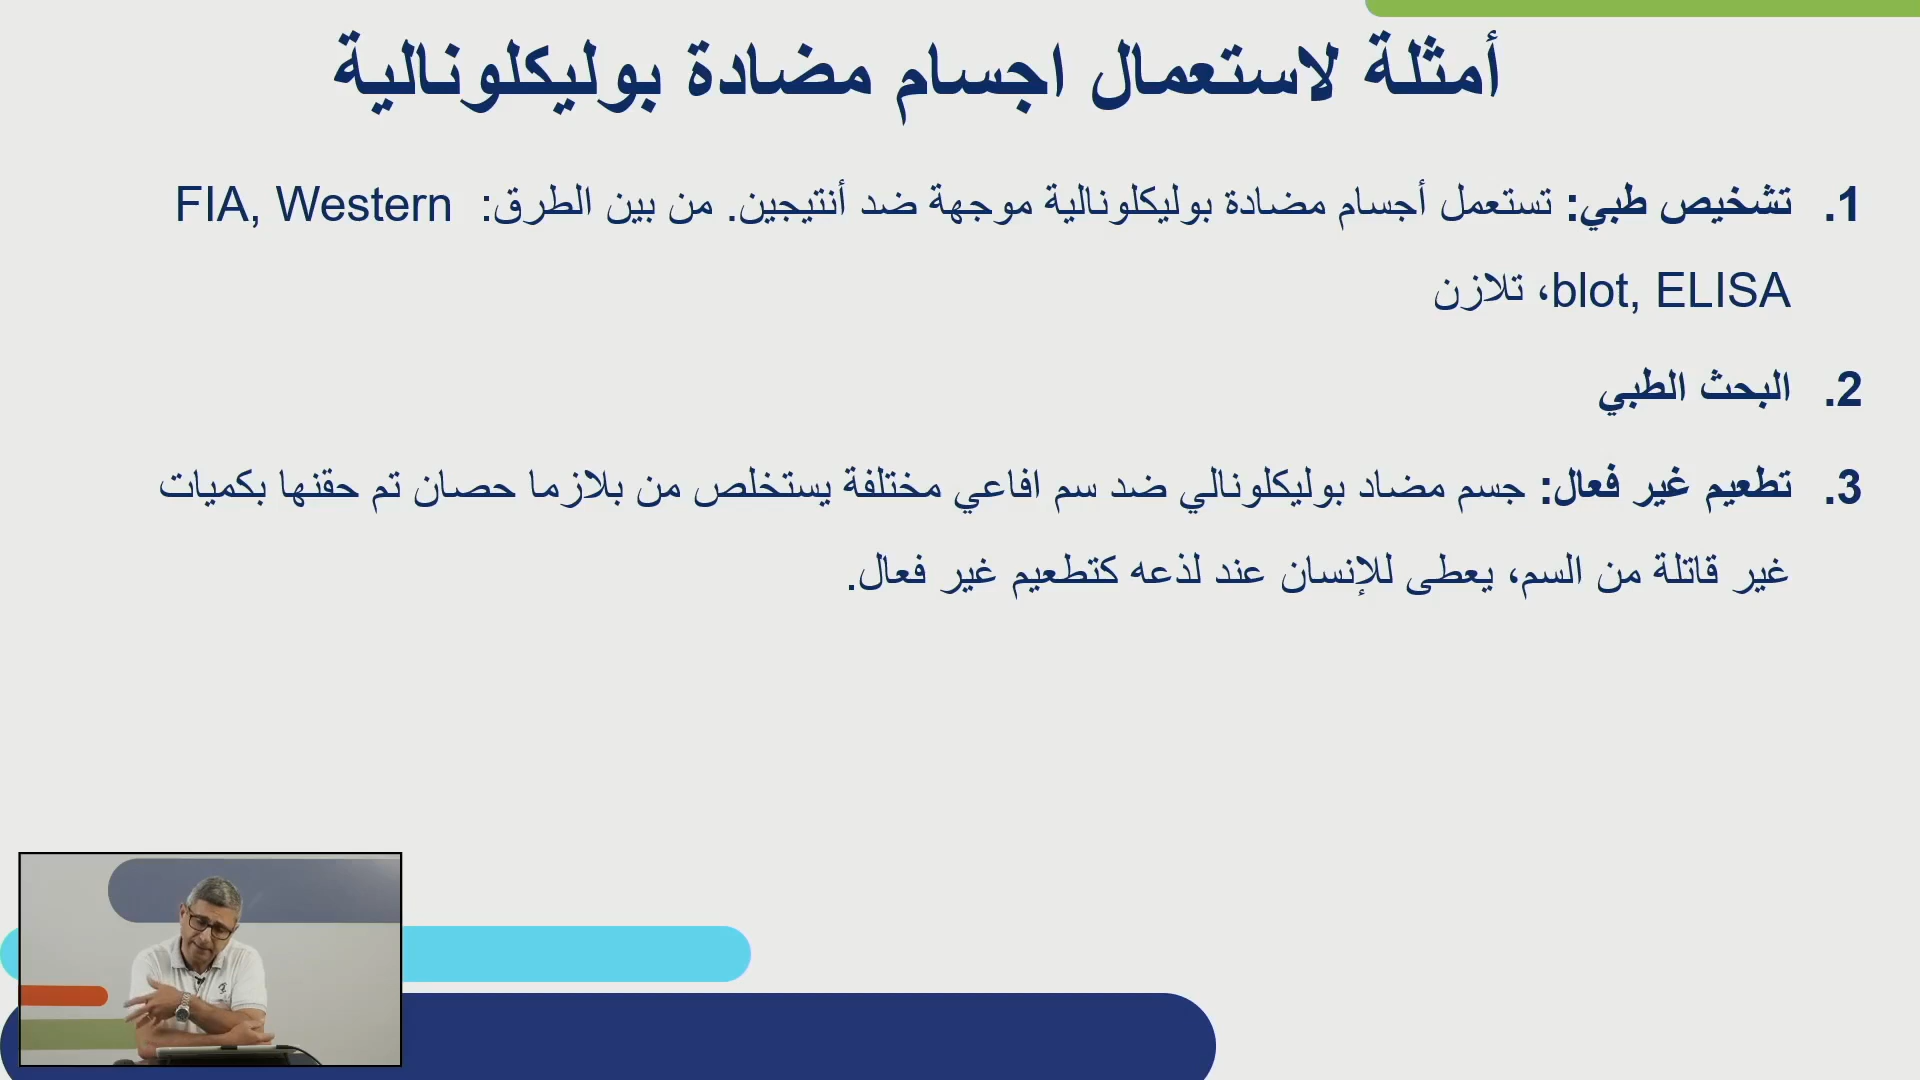 أمثلة لاستعمال اجسام مضادة بوليكلونالية
1. تشخيص طبي: تستعمل أجسام مضادة بوليكلونالية موجهة ضد أنتيجين. من بين الطرق: FIA, Western
blot, ELISA، تلازن
2. البحث الطبي
3. تطعيم غير فعال: جسم مضاد بوليكلونالي ضد سم افاعي مختلفة يستخلص من بلازما حصان تم حقنها بكميات
غير قاتلة من السم، يعطى للإنسان عند لذعه كتطعيم غير فعال.